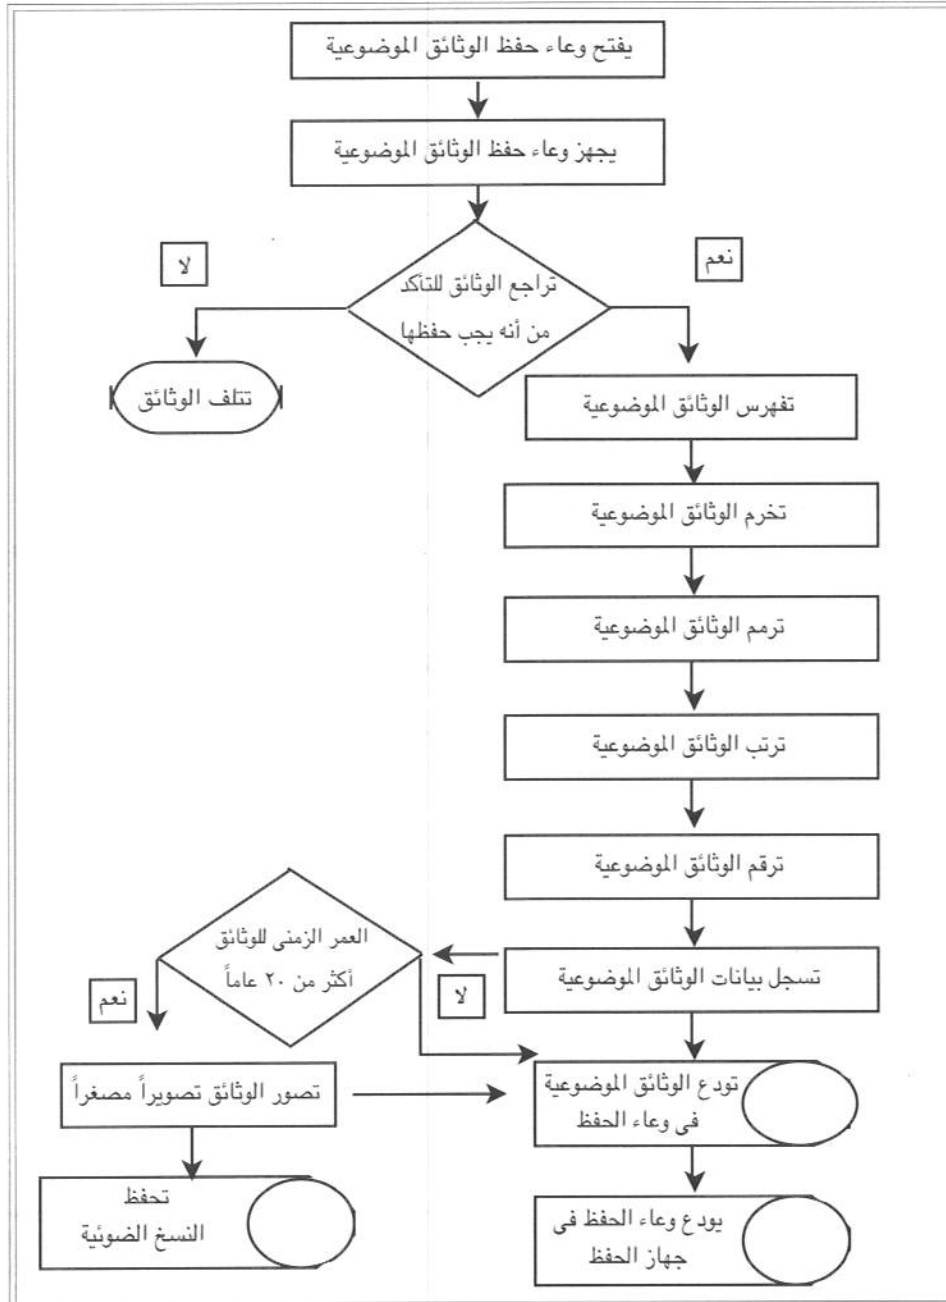 يفتح وعاء حفظ الوثائق الموضوعية
يجهز وعاء حفظ الوثائق الموضوعية
نعم
لا
تراجع الوثائق للتأكد
من أنه يجب حفظها
تتلف الوثائق
تفهرس الوثائق الموضوعية
تخرم الوثائق الموضوعية
ترمم الوثائق الموضوعية
ترتب الوثائق الموضوعية
ترقم الوثائق الموضوعية
تسجل بيانات الوثائق الموضوعية
العمر الزمنى للوثائق
أكثر من ٢٠ عاماً
لا
نعم
تودع الوثائق الموضوعية
فى وعاء الحفظ
تصور الوثائق تصويراً مصغراً
يودع وعاء الحفظ فى
جهاز الحفظ
تحفظ
النسخ الضوئية